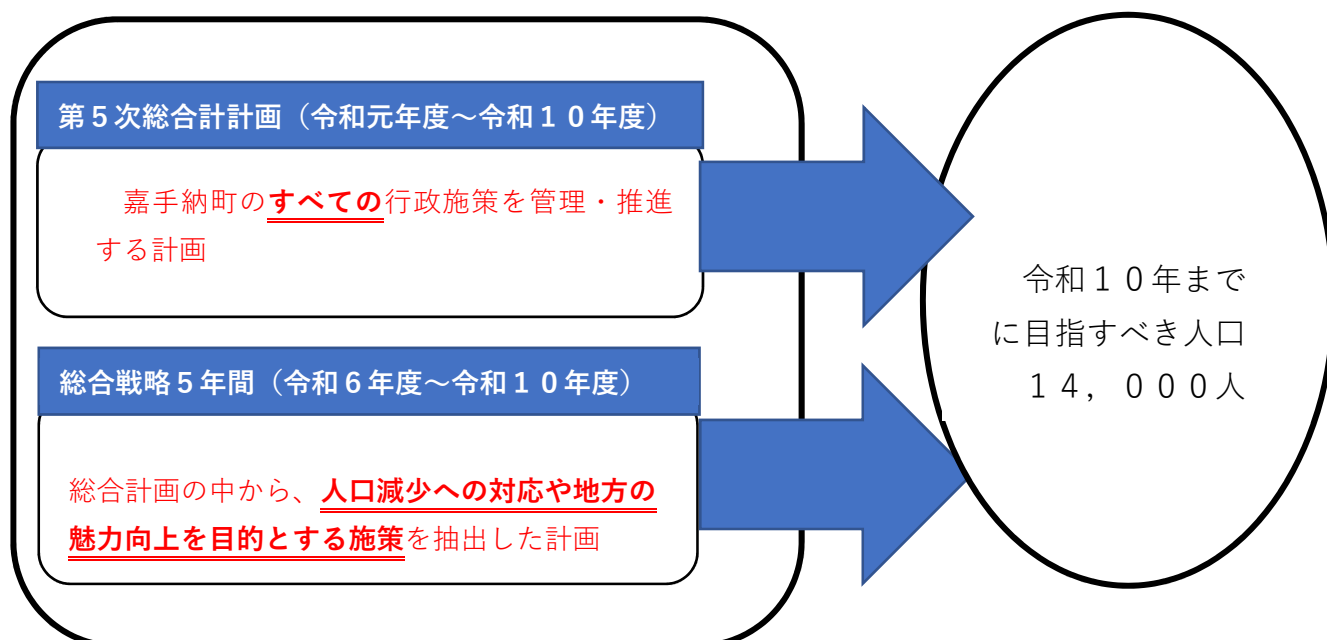 第５次総合計計画（令和元年度～令和１０年度）
嘉手納町のすべての行政施策を管理・推進
する計画
総合戦略５年間（令和６年度～令和１０年度）
総合計画の中から、人口減少への対応や地方の
魅力向上を目的とする施策を抽出した計画
令和１０年まで
に目指すべき人口
１４，０００人